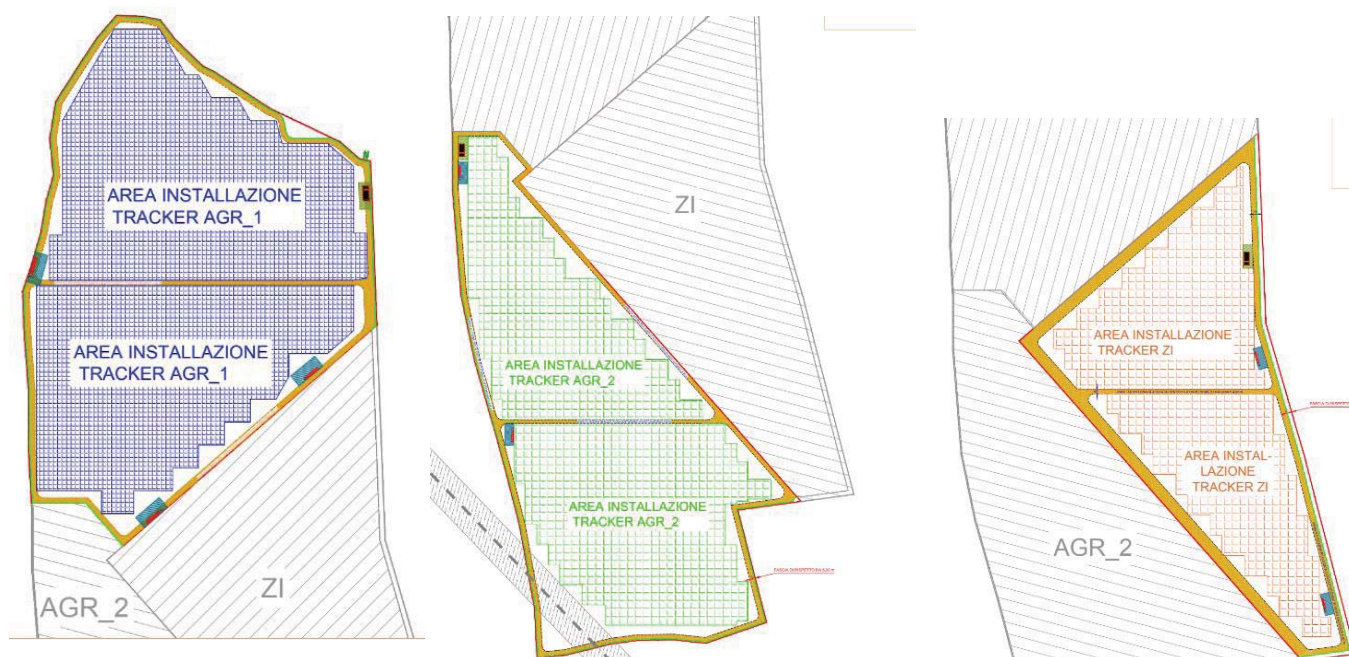 AREA INSTALLAZIONE
TRACKER AGR_1
AREA INSTALLAZIONE
TRACKER AGR_1
AGR_2
ZI
ZI
AREA INSTALLAZIONE
TRACKER AGR_2
AREA INSTALLAZIONE
TRACKER AGR_2
AREA INSTALLAZIONE
TRACKER ZI
AREA INSTAL-
LAZIONE
TRACKER ZI
AGR_2